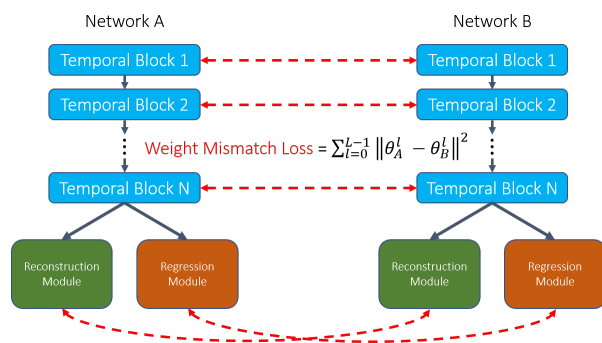 Network A
Network B
Temporal Block 1
Temporal Block 1
Temporal Block 2
Temporal Block 2
Weight Mismatch Loss = ∑_{l=0}^{L-1} ‖θ_A^l − θ_B^l‖^2
Temporal Block N
Temporal Block N
Reconstruction
Module
Regression
Module
Reconstruction
Module
Regression
Module